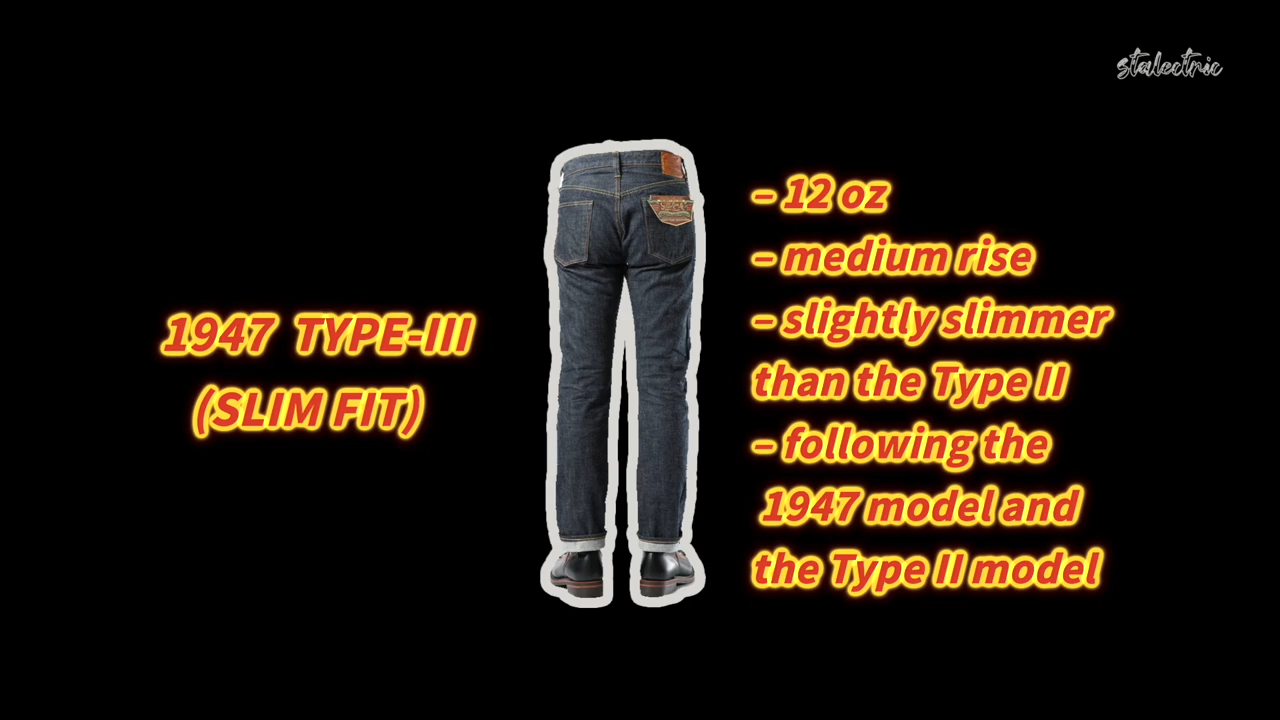 stalectric
1947 TYPE-III
(SLIM FIT)
– 12 oz
– medium rise
– slightly slimmer
than the Type II
– following the
1947 model and
the Type II model